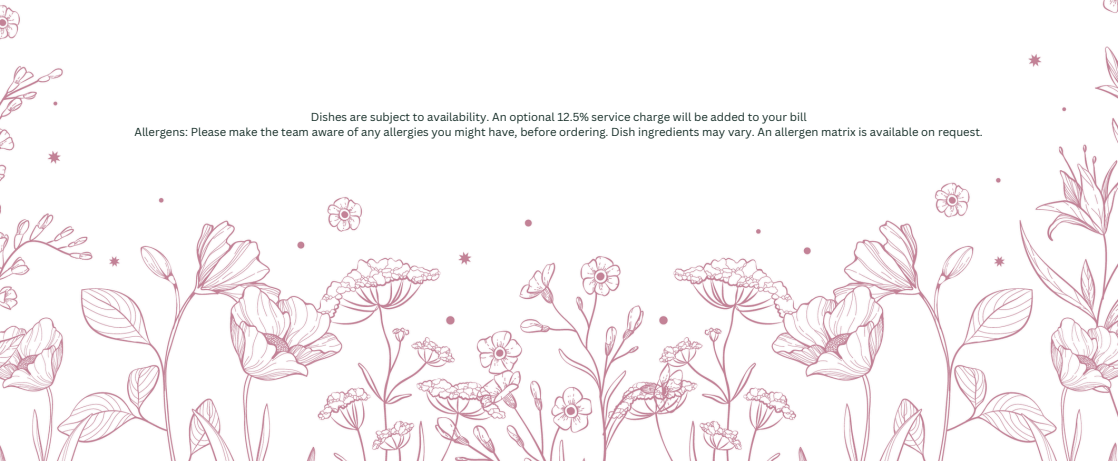 Dishes are subject to availability. An optional 12.5% service charge will be added to your bill
Allergens: Please make the team aware of any allergies you might have, before ordering. Dish ingredients may vary. An allergen matrix is available on request.